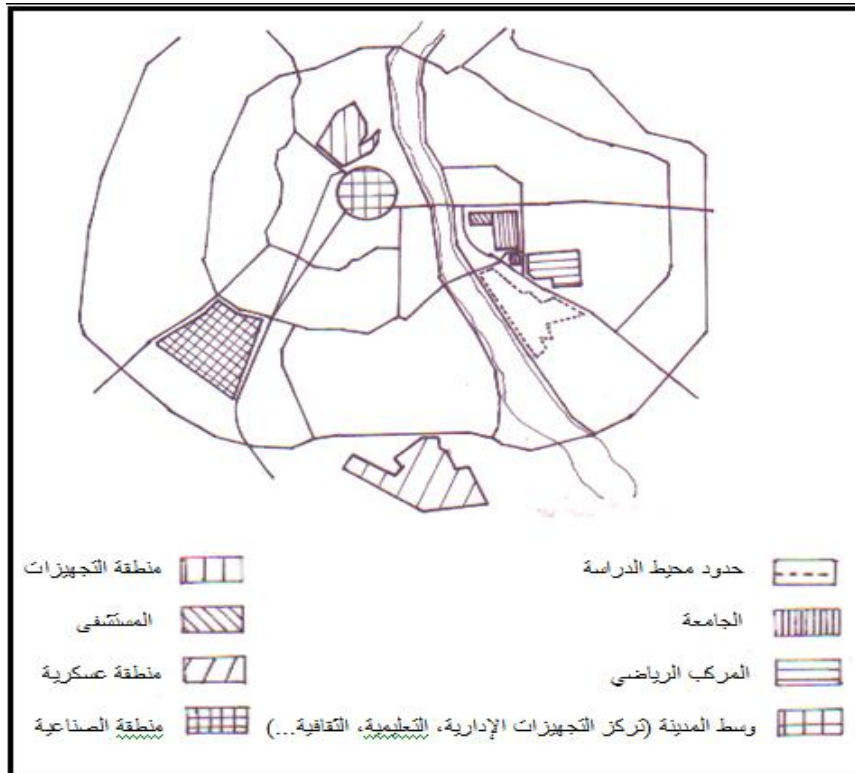 حدود محيط الدراسة
منطقة التجهيزات
الجامعة
المستشفى
المركب الرياضي
منطقة عسكرية
وسط المدينة (تركز التجهيزات الإدارية، التعليمية، الثقافية...)
منطقة الصناعية